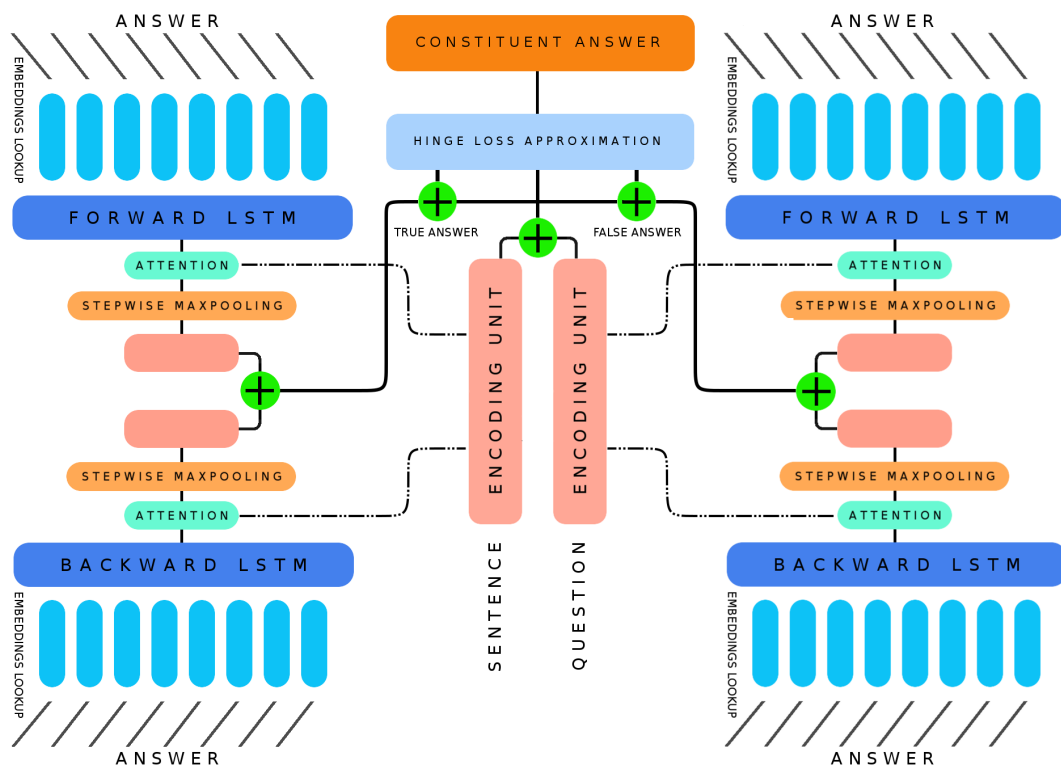 ANSWER
EMBEDDINGS LOOKUP
FORWARD LSTM
ATTENTION
STEPWISE MAXPOOLING
STEPWISE MAXPOOLING
ATTENTION
BACKWARD LSTM
EMBEDDINGS LOOKUP
ANSWER
CONSTITUENT ANSWER
HINGE LOSS APPROXIMATION
TRUE ANSWER
FALSE ANSWER
ENCODING UNIT
ENCODING UNIT
SENTENCE
QUESTION
ANSWER
EMBEDDINGS LOOKUP
FORWARD LSTM
ATTENTION
STEPWISE MAXPOOLING
STEPWISE MAXPOOLING
ATTENTION
BACKWARD LSTM
EMBEDDINGS LOOKUP
ANSWER